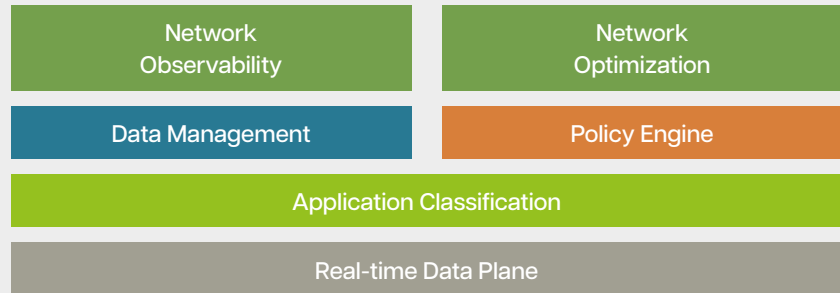 Network
Observability
Network
Optimization
Data Management
Policy Engine
Application Classification
Real-time Data Plane